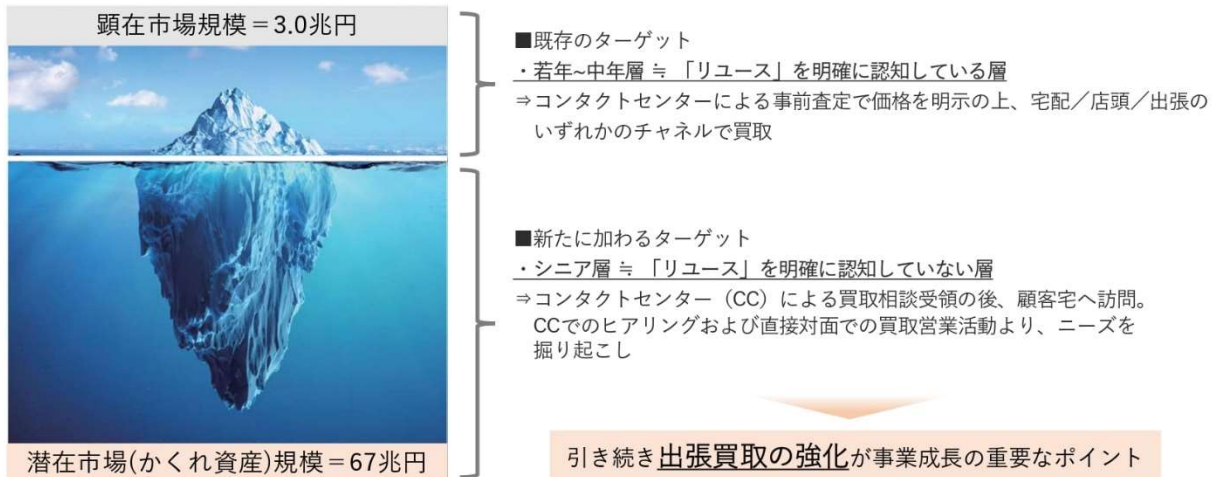 顕在市場規模＝3.0兆円
■既存のターゲット
・若年~中年層 ≒ 「リユース」を明確に認知している層
⇒コンタクトセンターによる事前査定で価格を明示の上、宅配／店頭／出張の
いずれかのチャネルで買取
■新たに加わるターゲット
・シニア層 ≒ 「リユース」を明確に認知していない層
⇒コンタクトセンター（CC）による買取相談受領の後、顧客宅へ訪問。
CCでのヒアリングおよび直接対面での買取営業活動より、ニーズを
掘り起こし
潜在市場(かくれ資産)規模＝67兆円
引き続き出張買取の強化が事業成長の重要なポイント